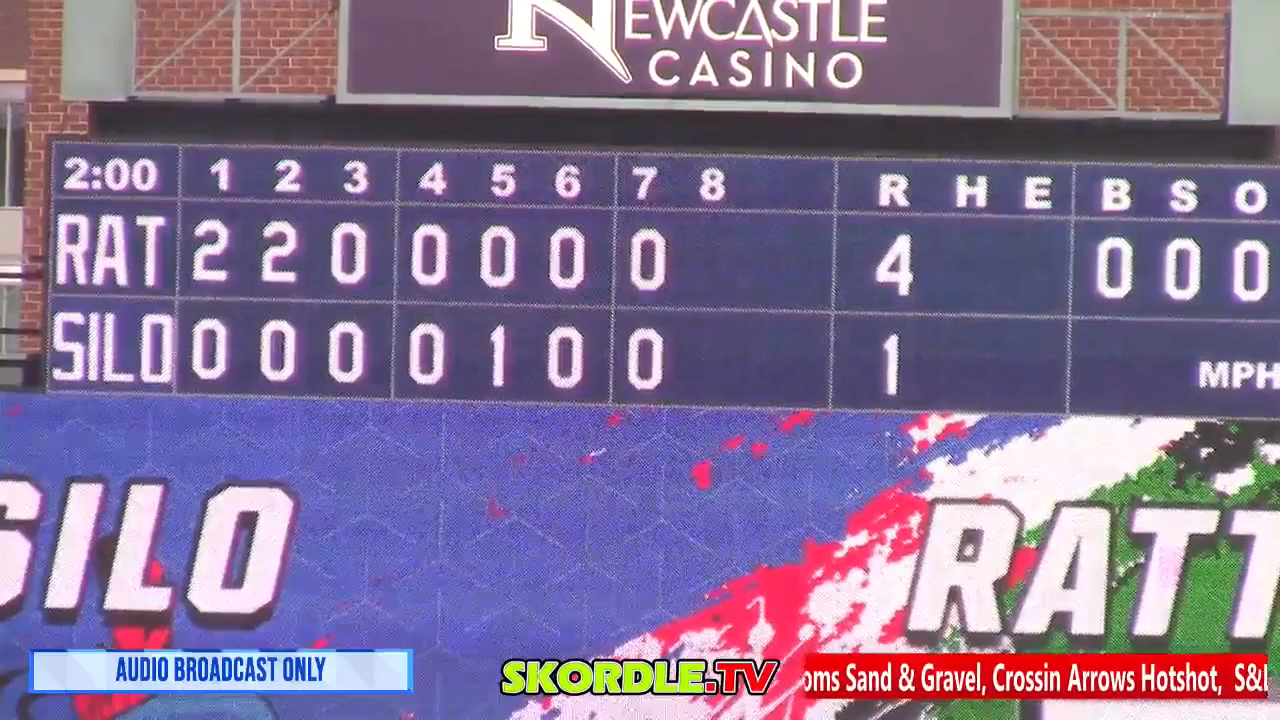 NEWCASTLE
CASINO
2:00 1 2 3 4 5 6 7 8 R H E B S O
RAT 2 2 0 0 0 0 0 4 0 0 0
SILO 0 0 0 0 1 0 0 1
MPH
SILO
RATT
AUDIO BROADCAST ONLY
SKORDLE.TV
oms Sand & Gravel, Crossin Arrows Hotshot, S&L